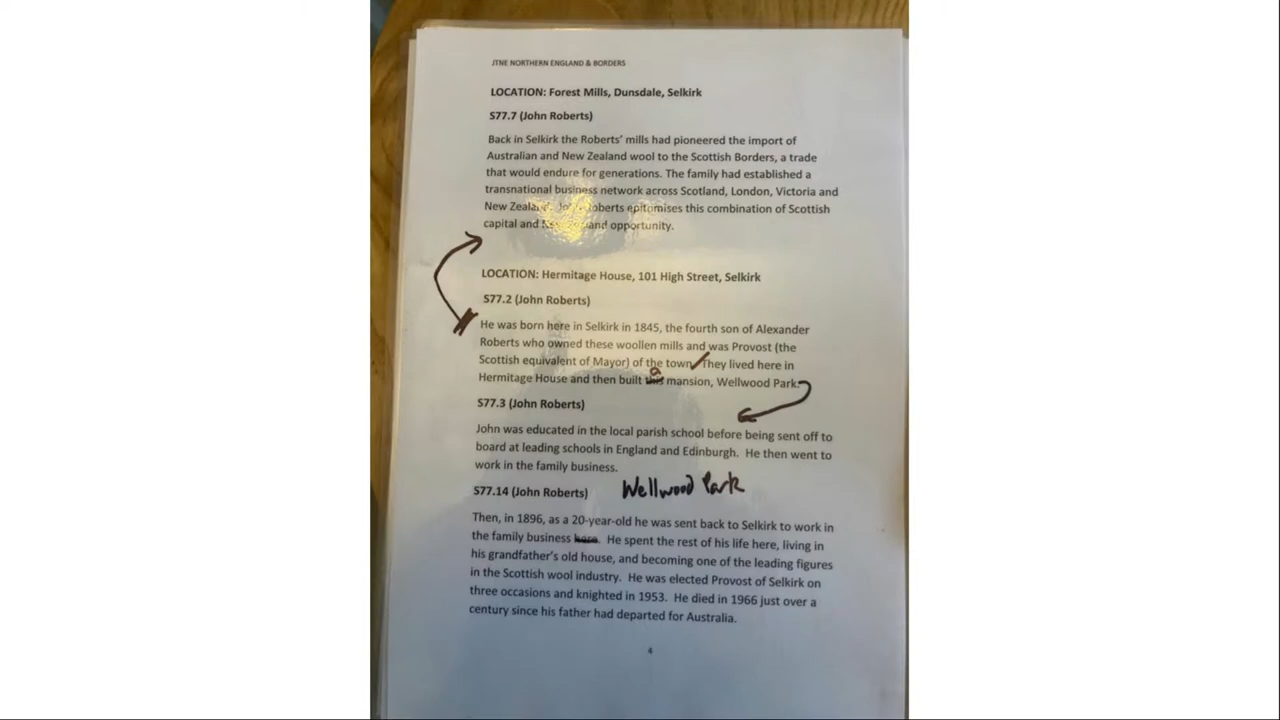 JTNE NORTHERN ENGLAND & BORDERS
LOCATION: Forest Mills, Dunsdale, Selkirk
S77.7 (John Roberts)
Back in Selkirk the Roberts' mills had pioneered the import of
Australian and New Zealand wool to the Scottish Borders, a trade
that would endure for generations. The family had established a
transnational business network across Scotland, London, Victoria and
New Zealand. John Roberts epitomises this combination of Scottish
capital and and opportunity.
LOCATION: Hermitage House, 101 High Street, Selkirk
S77.2 (John Roberts)
He was born here in Selkirk in 1845, the fourth son of Alexander
Roberts who owned these woollen mills and was Provost (the
Scottish equivalent of Mayor) of the town. They lived here in
a
Hermitage House and then built this mansion, Wellwood Park.
S77.3 (John Roberts)
John was educated in the local parish school before being sent off to
board at leading schools in England and Edinburgh. He then went to
work in the family business.
S77.14 (John Roberts) Wellwood Park
Then, in 1896, as a 20-year-old he was sent back to Selkirk to work in
the family business here. He spent the rest of his life here, living in
his grandfather's old house, and becoming one of the leading figures
in the Scottish wool industry. He was elected Provost of Selkirk on
three occasions and knighted in 1953. He died in 1966 just over a
century since his father had departed for Australia.
4